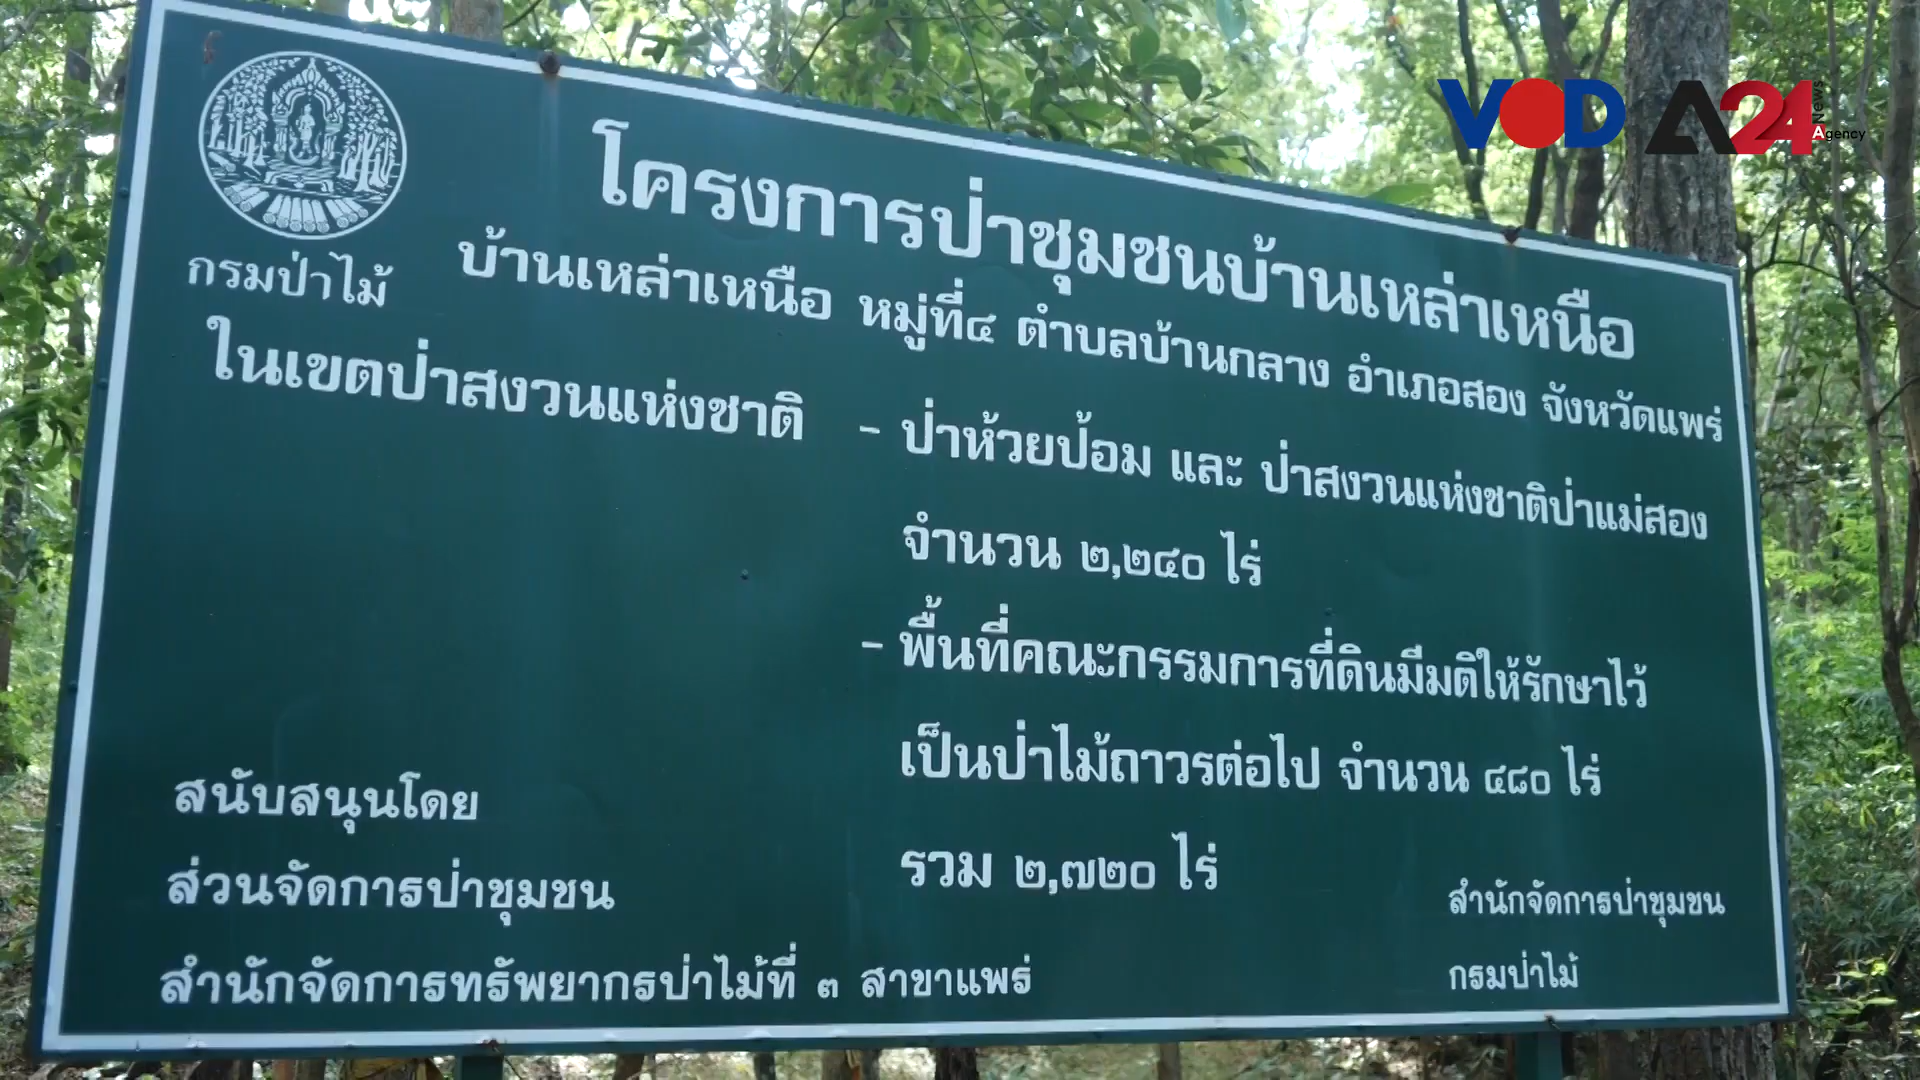 VOD A24 News Agency
โครงการป่าชุมชนบ้านเหล่าเหนือ
กรมป่าไม้
บ้านเหล่าเหนือ หมู่ที่๔ ตำบลบ้านกลาง อำเภอสอง จังหวัดแพร่
ในเขตป่าสงวนแห่งชาติ
- ป่าห้วยป้อม และ ป่าสงวนแห่งชาติป่าแม่สอง
จำนวน ๒,๒๔๐ ไร่
- พื้นที่คณะกรรมการที่ดินมีมติให้รักษาไว้
เป็นป่าไม้ถาวรต่อไป จำนวน ๔๘๐ ไร่
รวม ๒,๗๒๐ ไร่
สนับสนุนโดย
ส่วนจัดการป่าชุมชน
สำนักจัดการทรัพยากรป่าไม้ที่ ๓ สาขาแพร่
สำนักจัดการป่าชุมชน
กรมป่าไม้